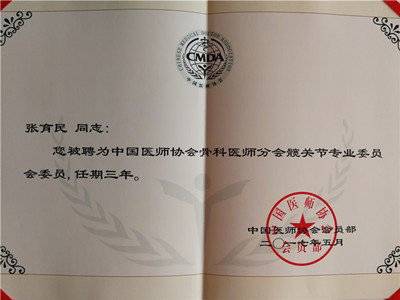 CHINESE MEDICAL DOCTOR ASSOCIATION
CMDA
中国医师协会
张育民 同志：
您被聘为中国医师协会骨科医师分会髋关节专业委员
会委员，任期三年。
中国医师协会会员部
二〇一七年五月
中国医师协会
会员部